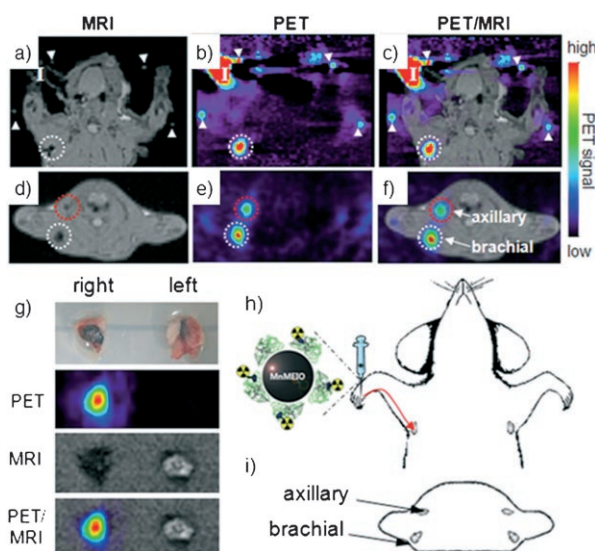 MRI PET PET/MRI
a) b) c)
I I I
high
PET signal
low
d) e) f)
axillary
brachial
g) right left
PET
MRI
PET/
MRI
h)
MnMEIO
i)
axillary
brachial